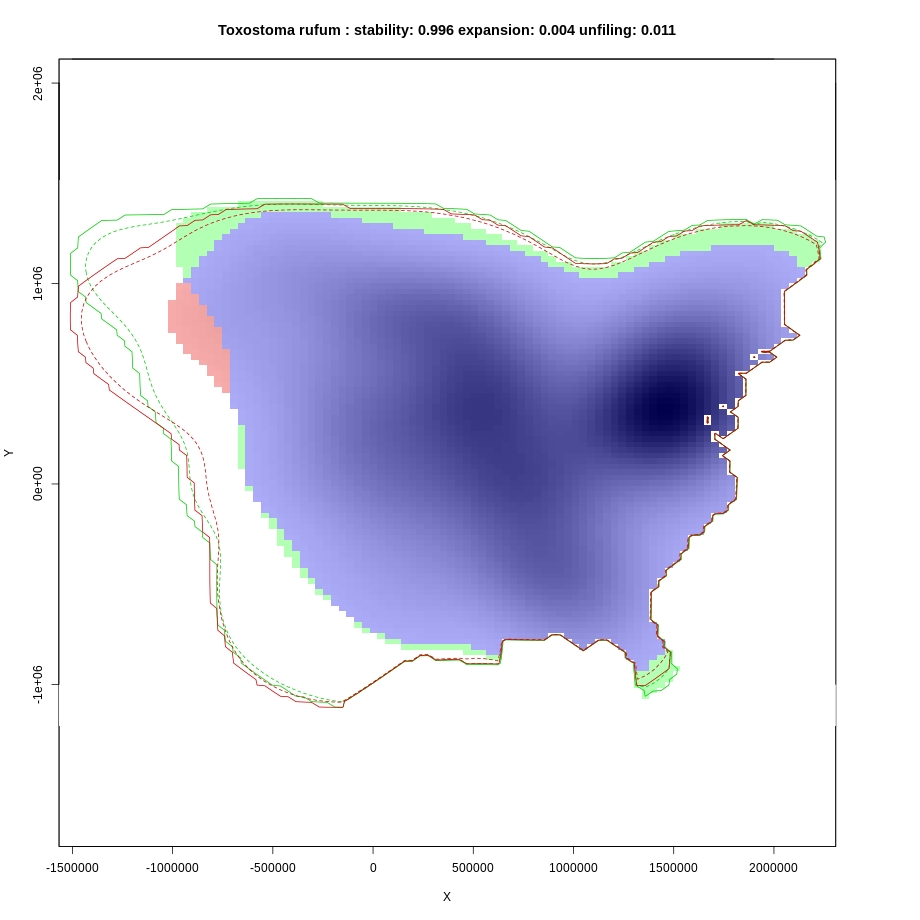 Toxostoma rufum : stability: 0.996 expansion: 0.004 unfiling: 0.011
2e+06
1e+06
0e+00
-1e+06
Y
-1500000 -1000000 -500000 0 500000 1000000 1500000 2000000
X